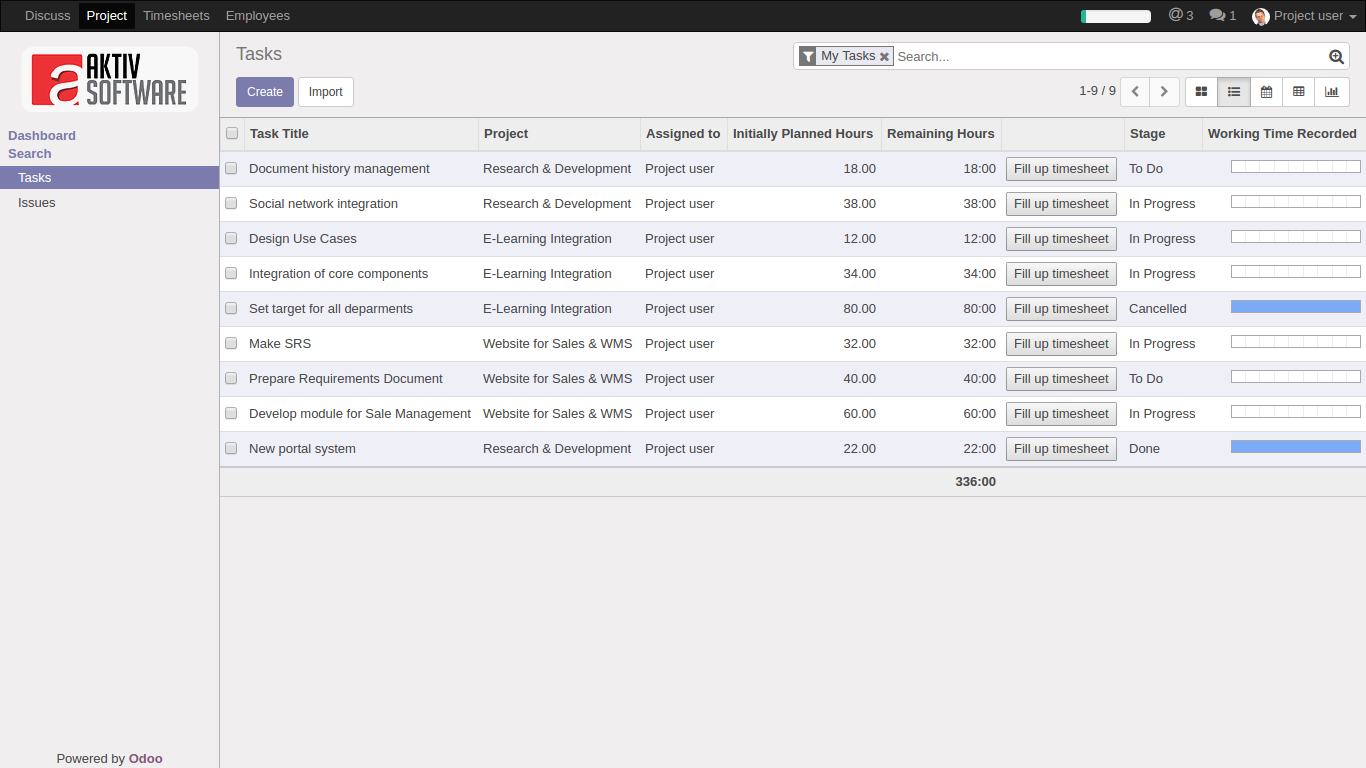 Discuss Project Timesheets Employees @ 3 1 Project user
AKTIV
SOFTWARE
Dashboard
Search
Tasks
Issues
Powered by Odoo
Tasks
My Tasks Search...
Create Import 1-9 / 9
Task Title Project Assigned to Initially Planned Hours Remaining Hours Stage Working Time Recorded
Document history management Research & Development Project user 18.00 18:00 Fill up timesheet To Do
Social network integration Research & Development Project user 38.00 38:00 Fill up timesheet In Progress
Design Use Cases E-Learning Integration Project user 12.00 12:00 Fill up timesheet In Progress
Integration of core components E-Learning Integration Project user 34.00 34:00 Fill up timesheet In Progress
Set target for all deparments E-Learning Integration Project user 80.00 80:00 Fill up timesheet Cancelled
Make SRS Website for Sales & WMS Project user 32.00 32:00 Fill up timesheet In Progress
Prepare Requirements Document Website for Sales & WMS Project user 40.00 40:00 Fill up timesheet To Do
Develop module for Sale Management Website for Sales & WMS Project user 60.00 60:00 Fill up timesheet In Progress
New portal system Research & Development Project user 22.00 22:00 Fill up timesheet Done
336:00